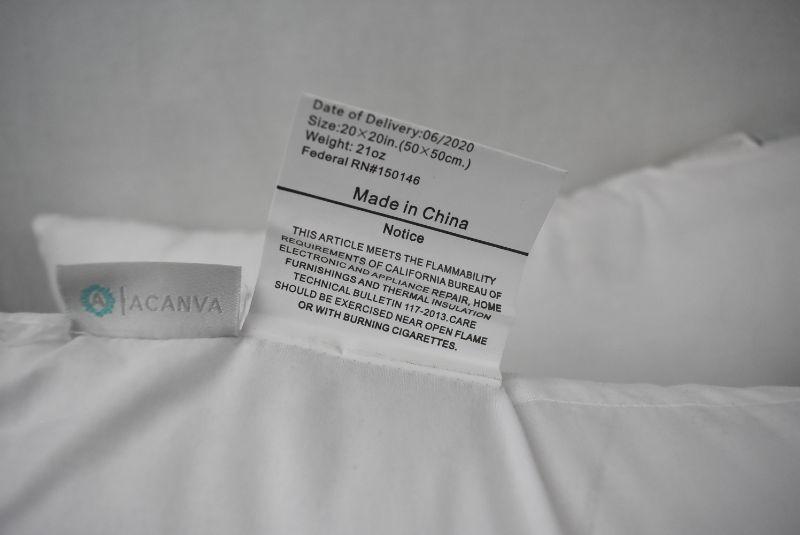 Date of Delivery:06/2020
Size:20×20in.(50×50cm.)
Weight: 21oz
Federal RN#150146
Made in China
Notice
THIS ARTICLE MEETS THE FLAMMABILITY
REQUIREMENTS OF CALIFORNIA BUREAU OF
ELECTRONIC AND APPLIANCE REPAIR, HOME
FURNISHINGS AND THERMAL INSULATION
TECHNICAL BULLETIN 117-2013.CARE
SHOULD BE EXERCISED NEAR OPEN FLAME
OR WITH BURNING CIGARETTES.
A|ACANVA